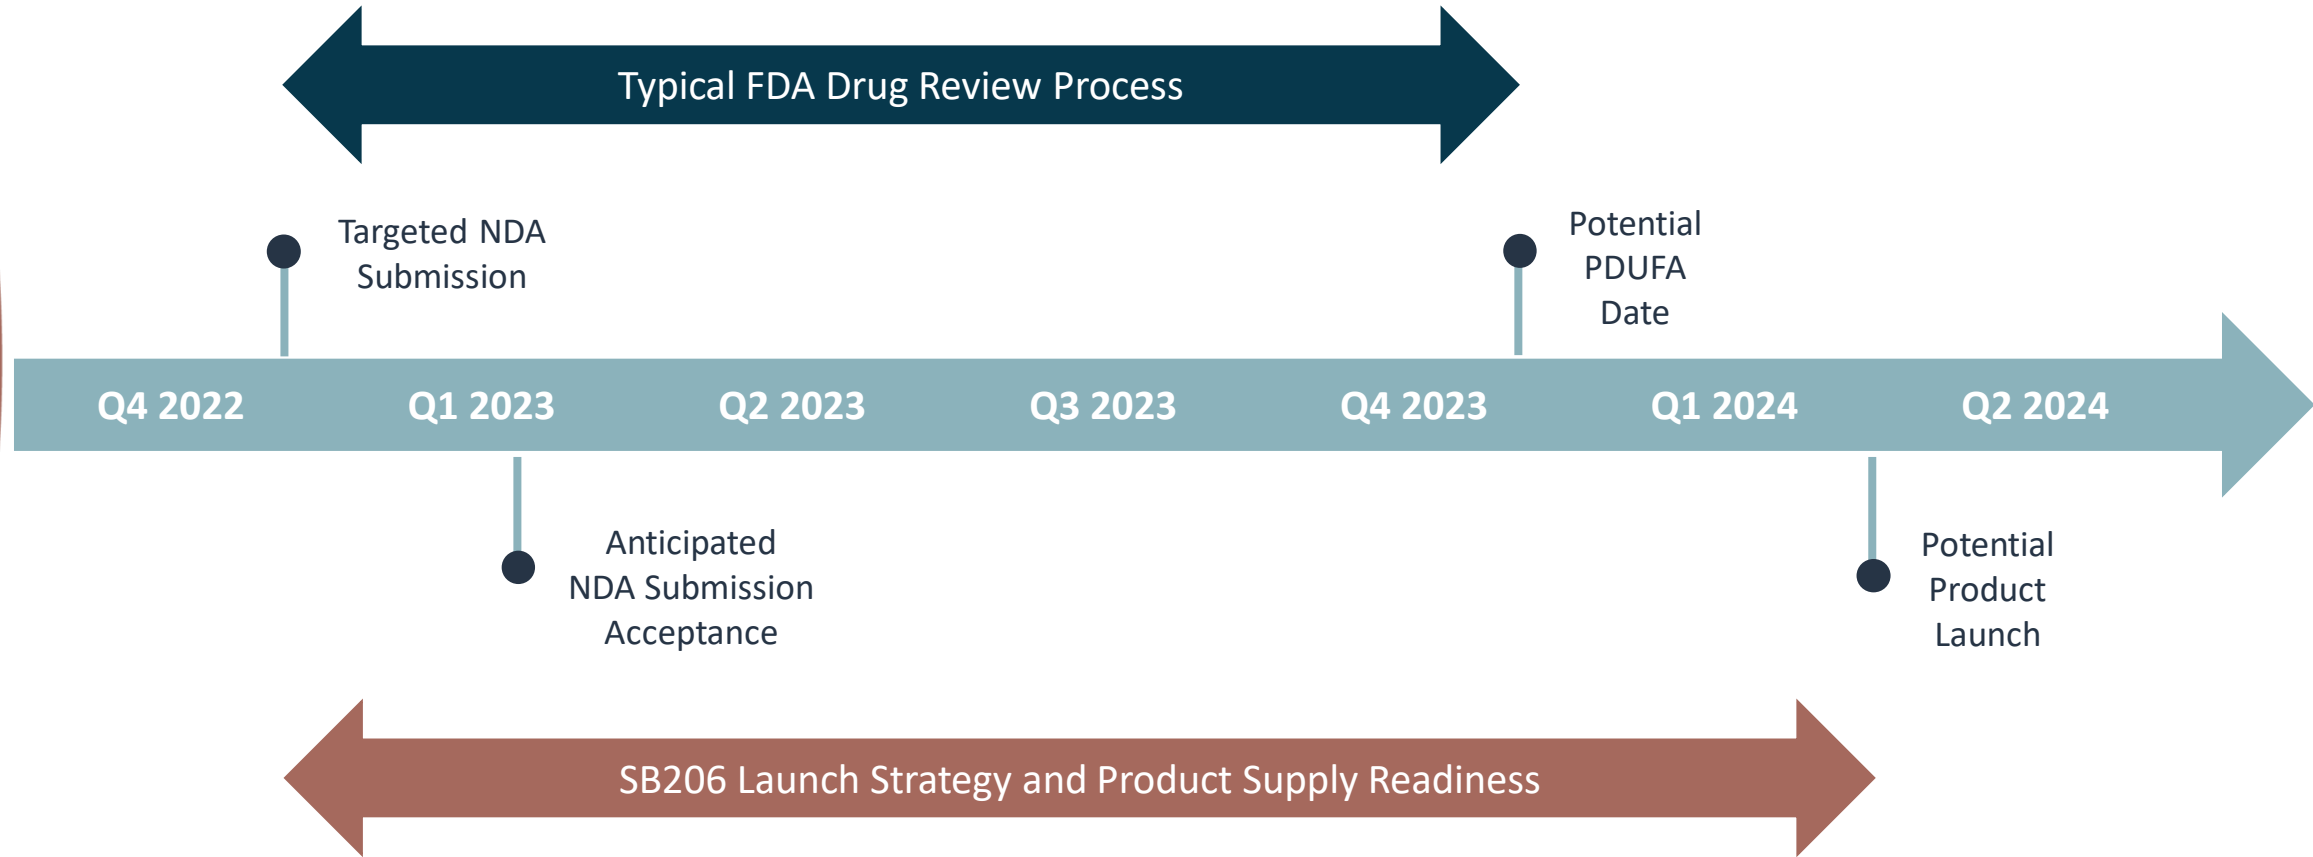 Typical FDA Drug Review Process
Targeted NDA
Submission
Potential
PDUFA
Date
Q4 2022
Q1 2023
Q2 2023
Q3 2023
Q4 2023
Q1 2024
Q2 2024
Anticipated
NDA Submission
Acceptance
Potential
Product
Launch
SB206 Launch Strategy and Product Supply Readiness